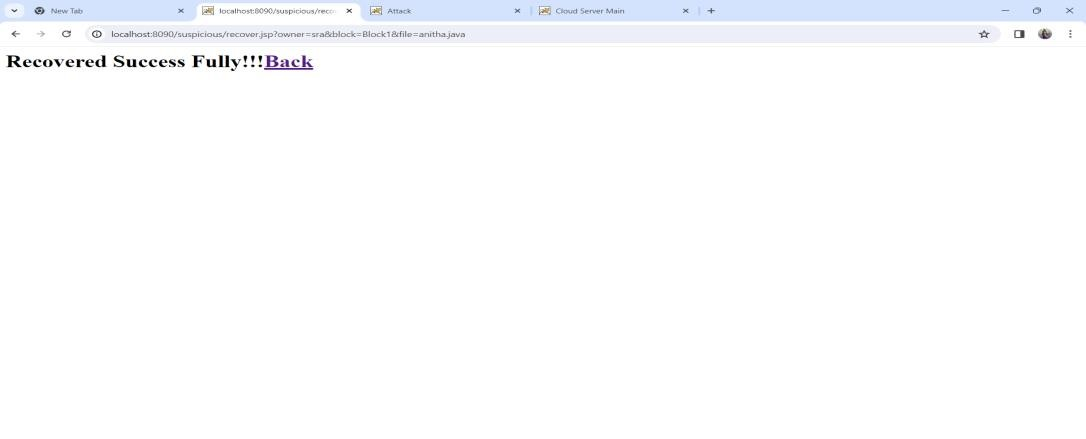 New Tab
localhost:8090/suspicious/reco
Attack
Cloud Server Main
localhost:8090/suspicious/recover.jsp?owner=sra&block=Block1&file=anitha.java
Recovered Success Fully!!!Back